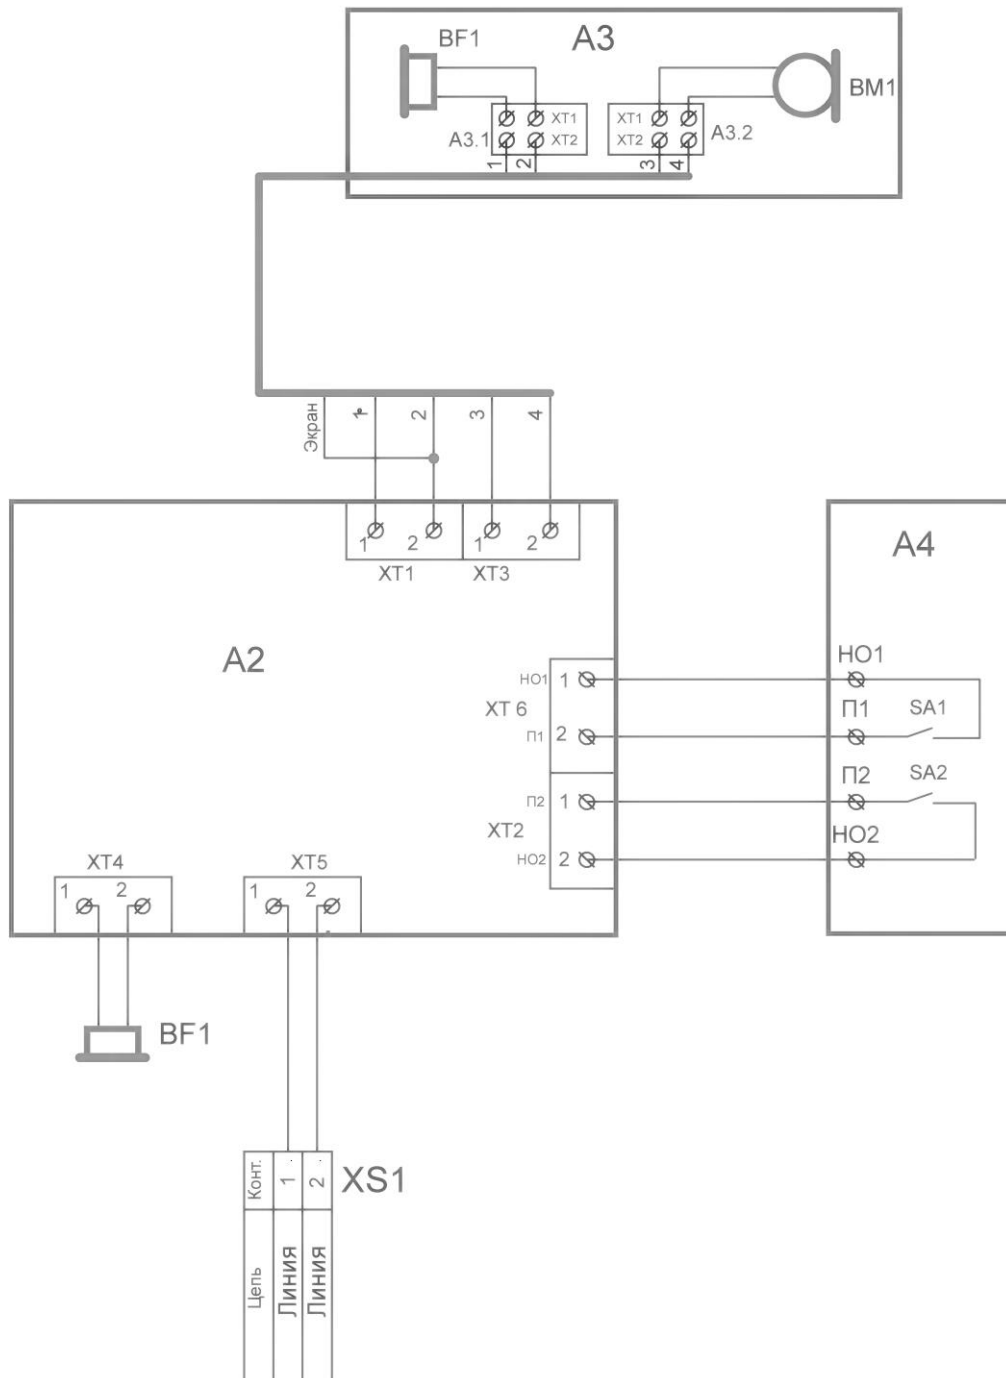 A3
BF1
BM1
A3.1
XT1
XT2
XT1
XT2
A3.2
1
2
3
4
Экран
1
2
3
4
1
2
1
2
XT1
XT3
A2
A4
HO1
1
XT 6
П1
2
П2
1
XT2
HO2
2
HO1
П1
SA1
П2
SA2
HO2
XT4
1
2
XT5
1
2
BF1
Конт.
1
2
XS1
Цепь
Линия
Линия